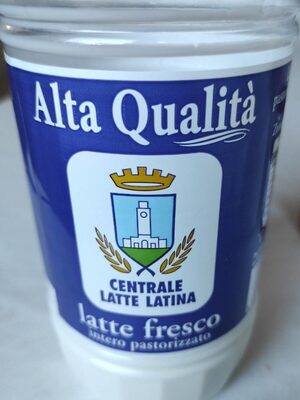 Alta Qualità
CENTRALE
LATTE LATINA
latte fresco
intero pastorizzato